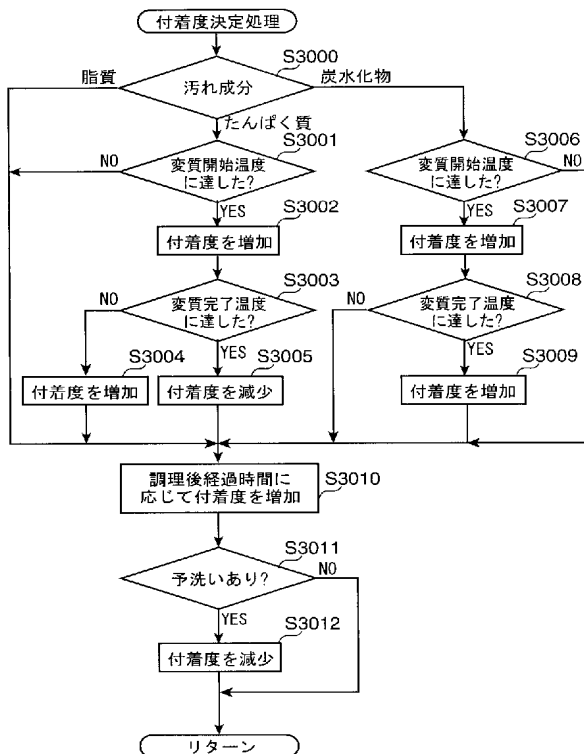 付着度決定処理
S3000
脂質
汚れ成分
炭水化物
たんぱく質
S3001
NO
変質開始温度
に達した?
YES
S3002
付着度を増加
S3003
NO
変質完了温度
に達した?
YES
S3004
付着度を増加
S3005
付着度を減少
S3006
変質開始温度
に達した?
NO
YES
S3007
付着度を増加
S3008
NO
変質完了温度
に達した?
YES
S3009
付着度を増加
調理後経過時間に
応じて付着度を増加
S3010
S3011
予洗いあり?
NO
YES
S3012
付着度を減少
リターン